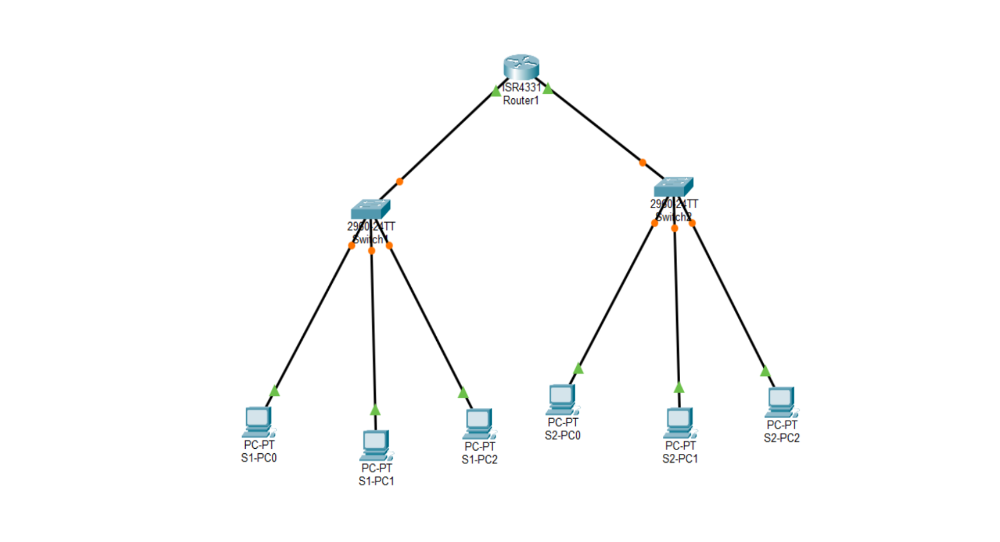 ISR4331
Router1
2960-24TT
Switch1
2960-24TT
Switch2
PC-PT
S1-PC0
PC-PT
S1-PC1
PC-PT
S1-PC2
PC-PT
S2-PC0
PC-PT
S2-PC1
PC-PT
S2-PC2